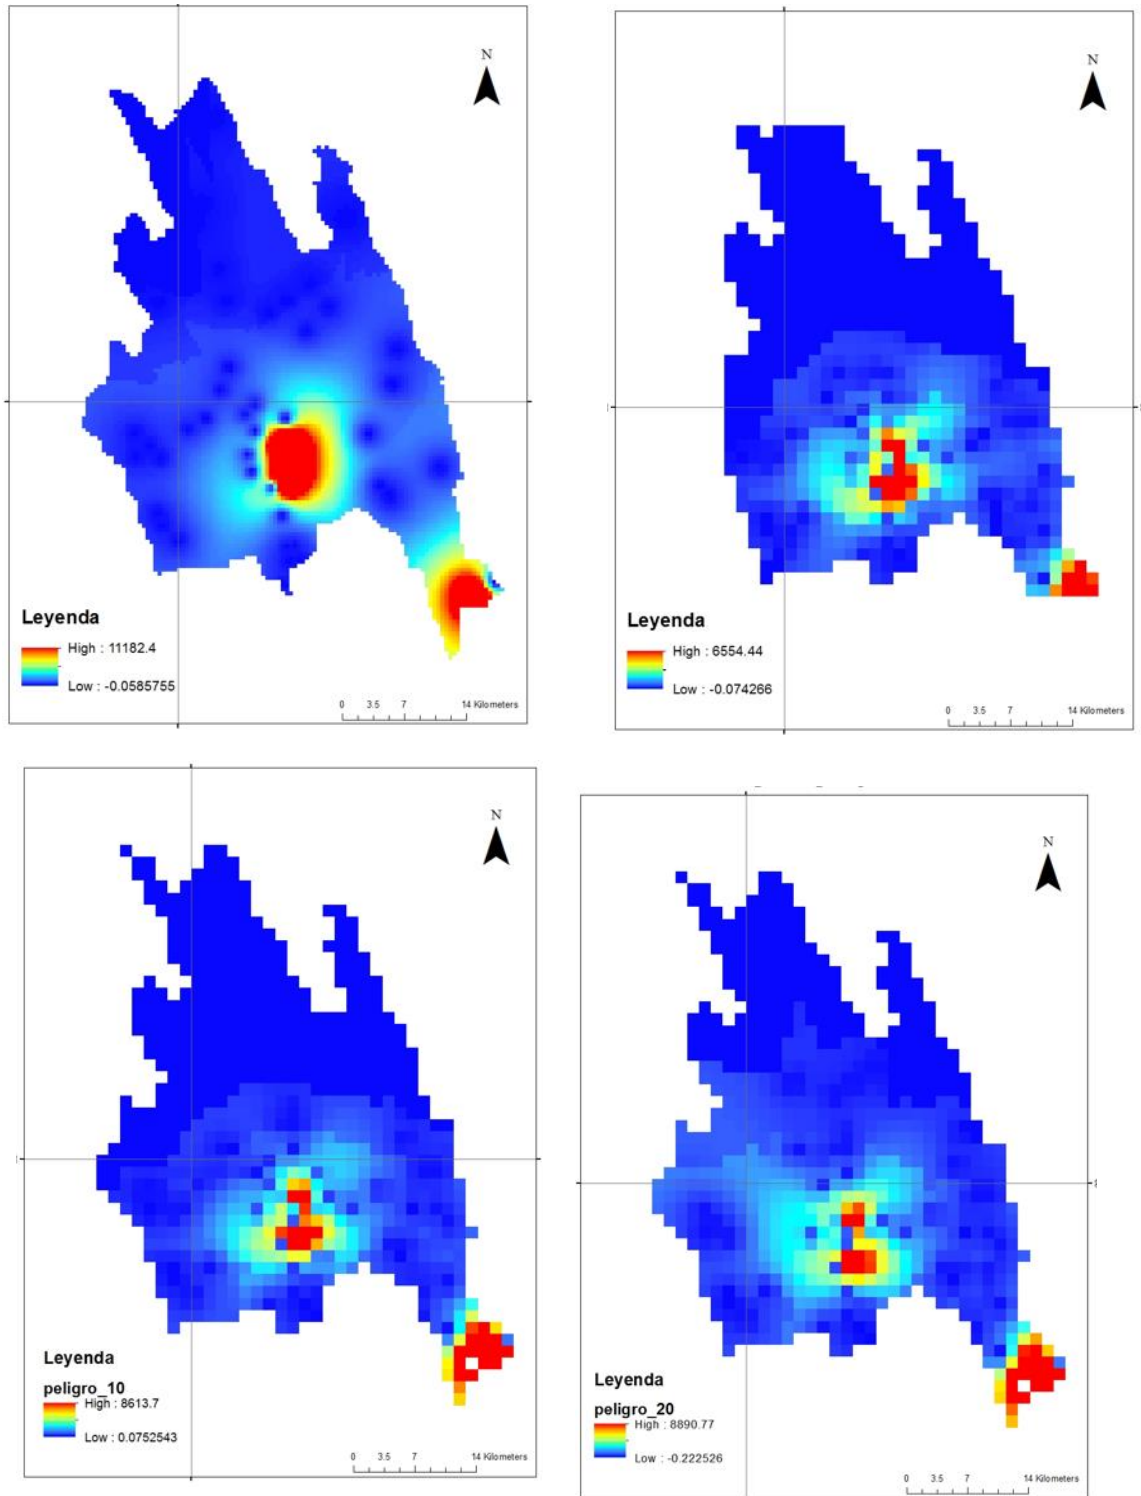 N
Leyenda
High : 11182.4
Low : -0.0585755
0 3.5 7 14 Kilometers
N
Leyenda
High : 6554.44
Low : -0.074266
0 3.5 7 14 Kilometers
N
Leyenda
peligro_10
High : 8613.7
Low : 0.0752543
0 3.5 7 14 Kilometers
N
Leyenda
peligro_20
High : 8890.77
Low : -0.222526
0 3.5 7 14 Kilometers